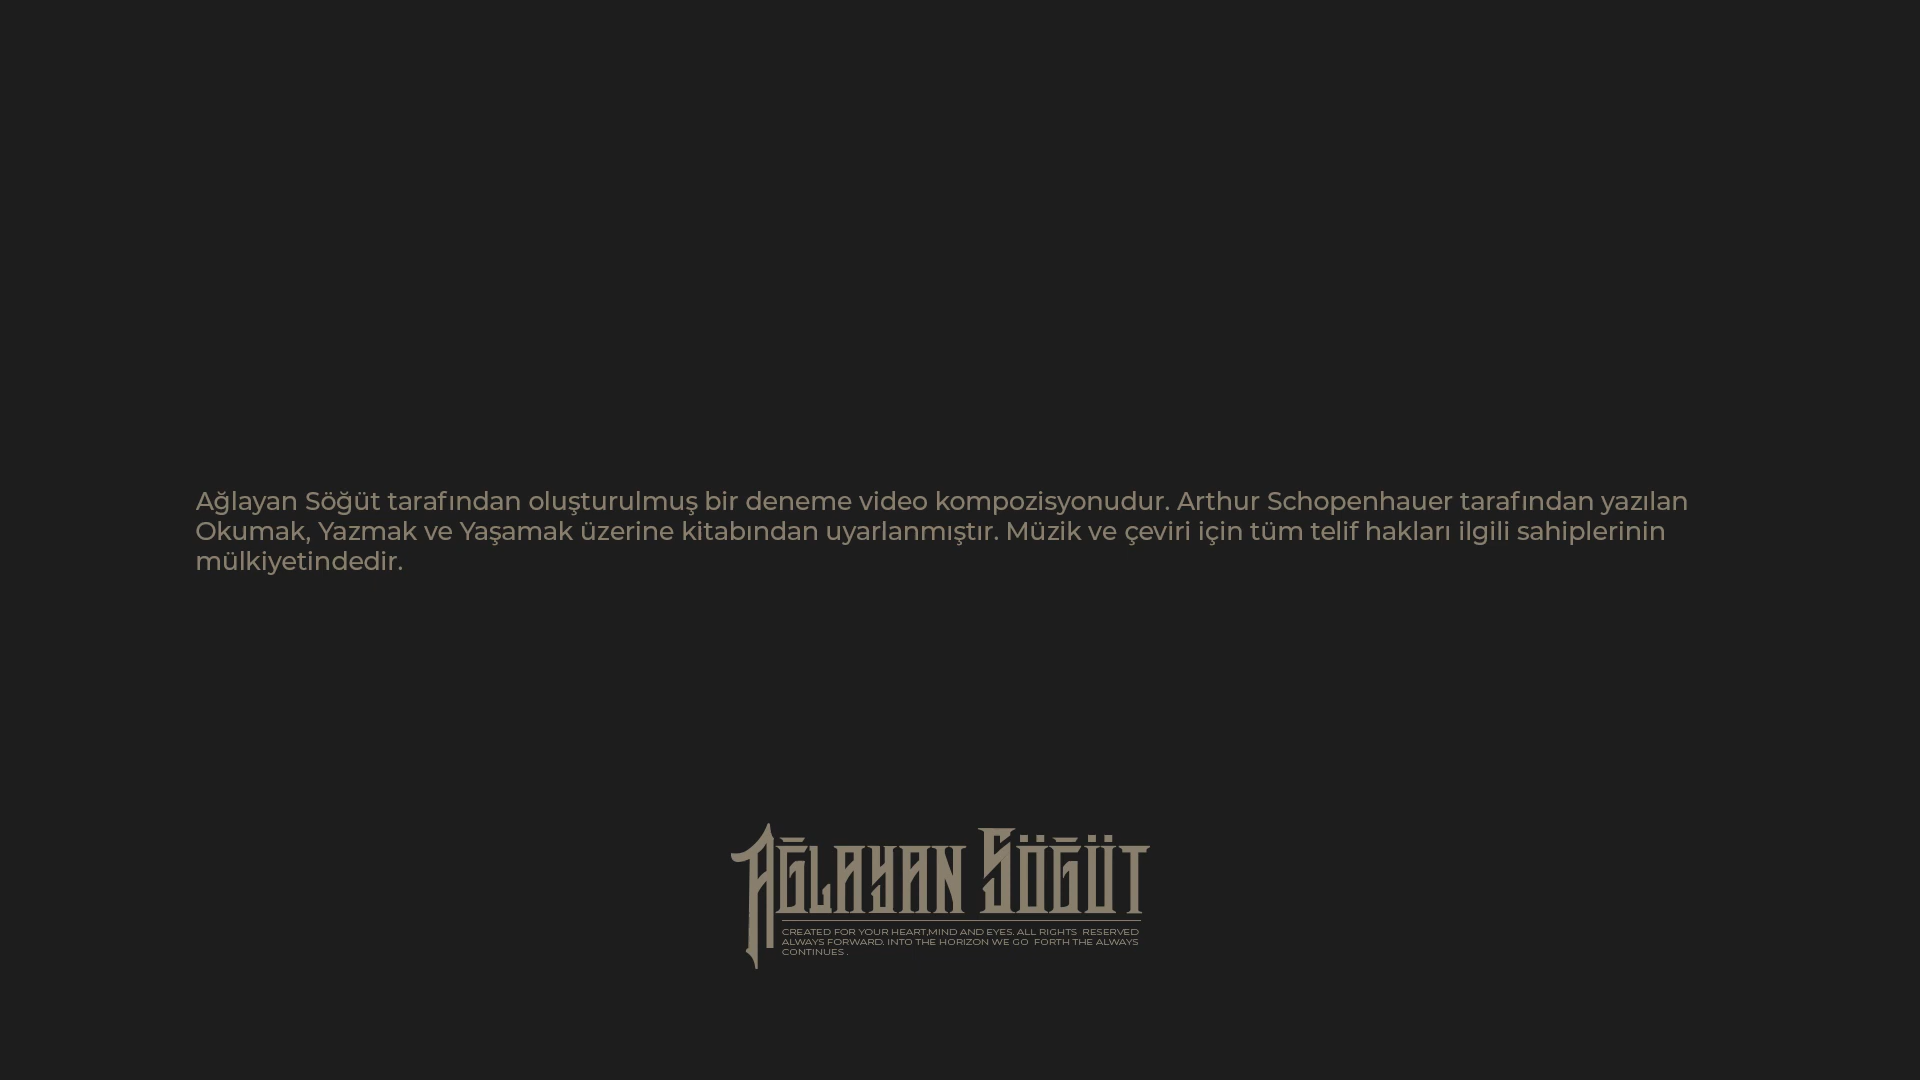 Ağlayan Söğüt tarafından oluşturulmuş bir deneme video kompozisyonudur. Arthur Schopenhauer tarafından yazılan
Okumak, Yazmak ve Yaşamak üzerine kitabından uyarlanmıştır. Müzik ve çeviri için tüm telif hakları ilgili sahiplerinin
mülkiyetindedir.
AĞLAYAN SÖĞÜT
CREATED FOR YOUR HEART,MIND AND EYES. ALL RIGHTS RESERVED
ALWAYS FORWARD. INTO THE HORIZON WE GO FORTH THE ALWAYS
CONTINUES .